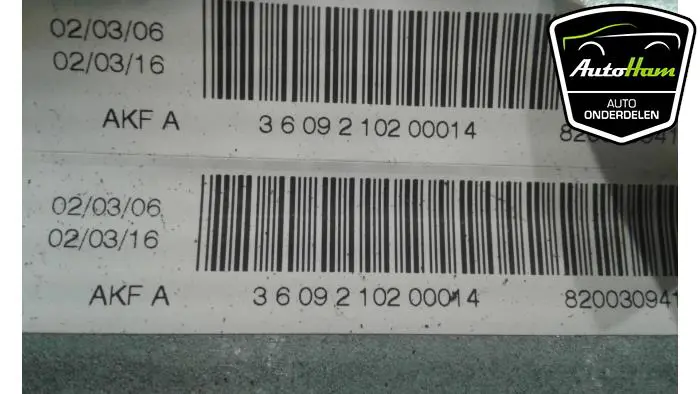 02/03/06
02/03/16
AKF A 3 6 09 2 102 00014
AutoHam
AUTO
ONDERDELEN
02/03/06
02/03/16
AKF A 3 6 09 2 102 00014 820030941